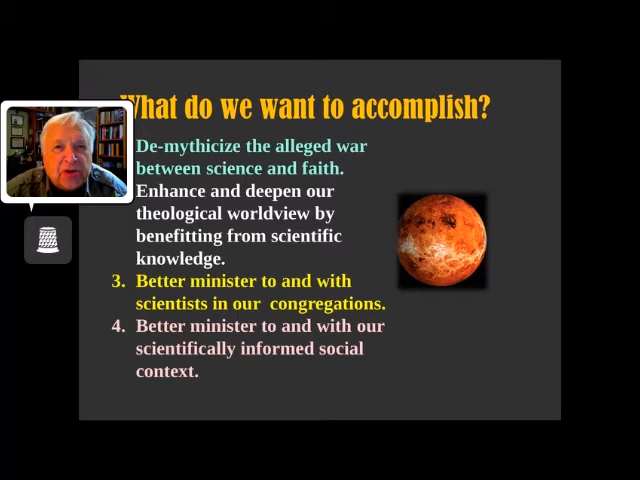 What do we want to accomplish?
De-mythicize the alleged war
between science and faith.
Enhance and deepen our
theological worldview by
benefitting from scientific
knowledge.
3. Better minister to and with
scientists in our congregations.
4. Better minister to and with our
scientifically informed social
context.